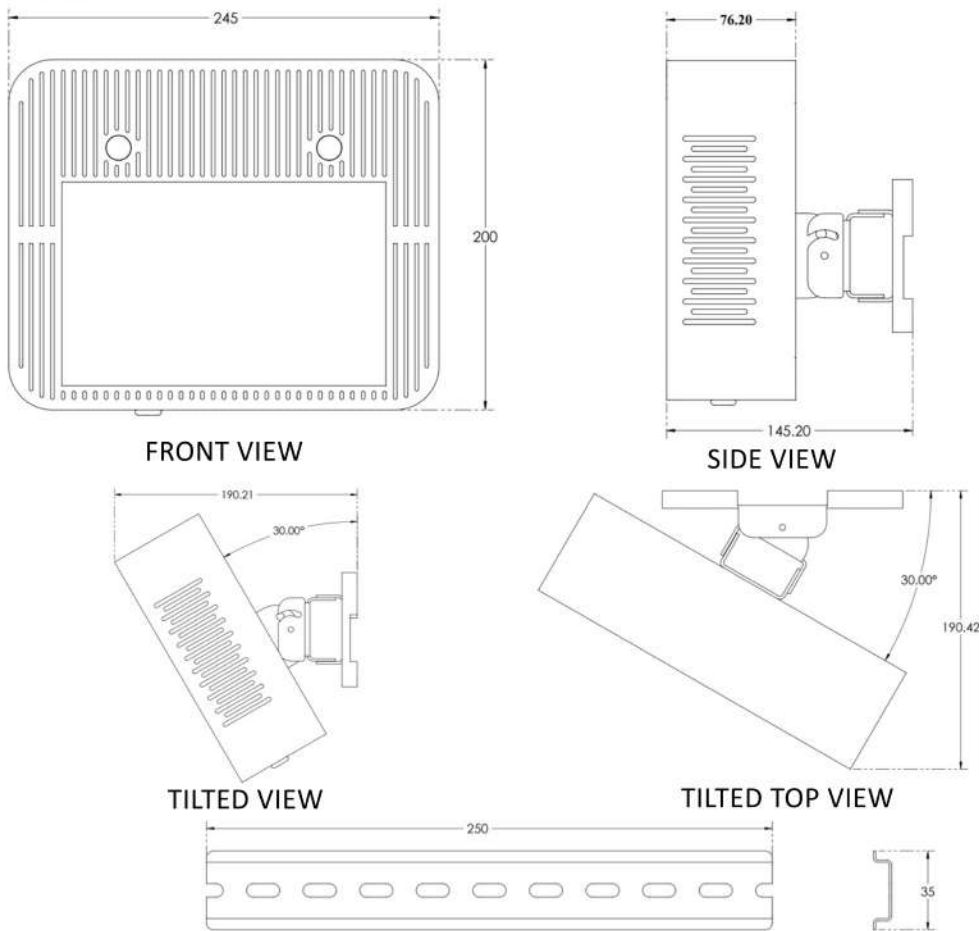 245
76.20
200
FRONT VIEW
145.20
SIDE VIEW
190.21
30.00°
30.00°
190.42
TILTED VIEW
TILTED TOP VIEW
250
35